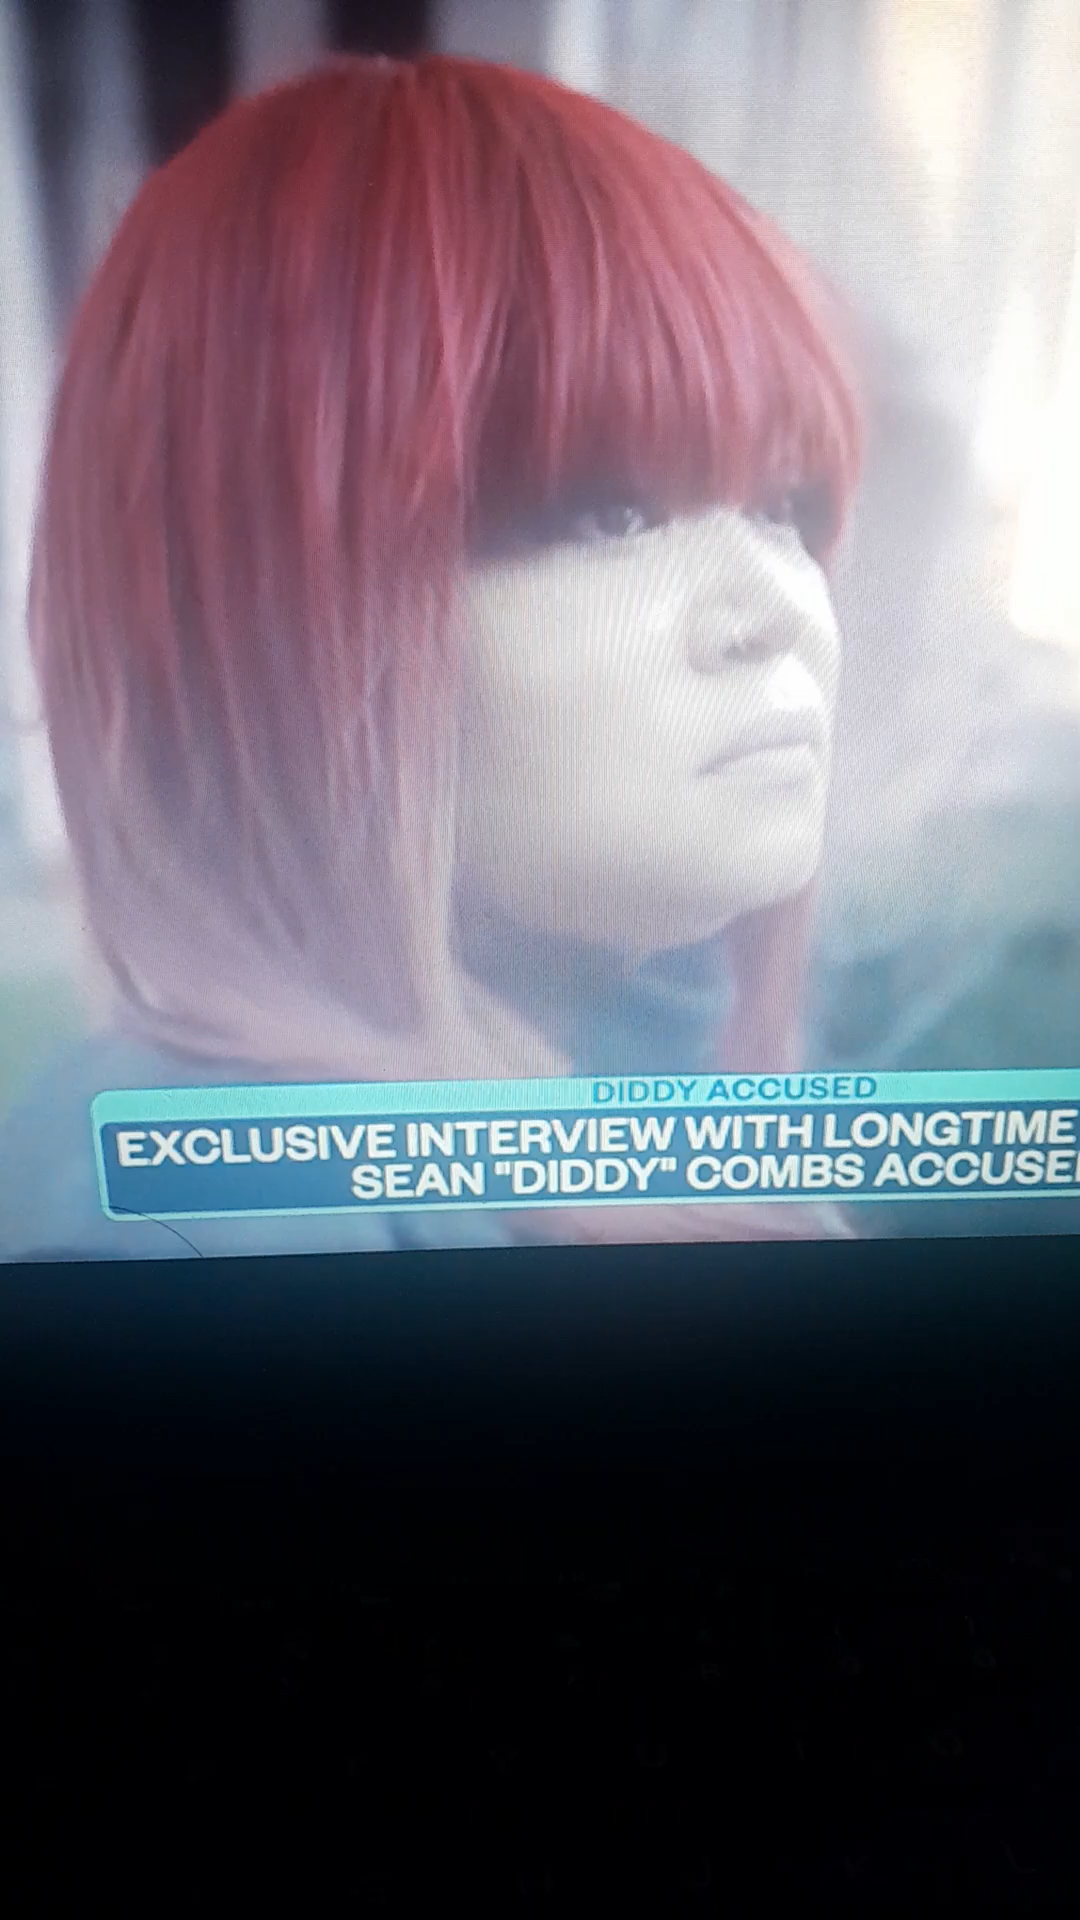 DIDDY ACCUSED
EXCLUSIVE INTERVIEW WITH LONGTIME
SEAN "DIDDY" COMBS